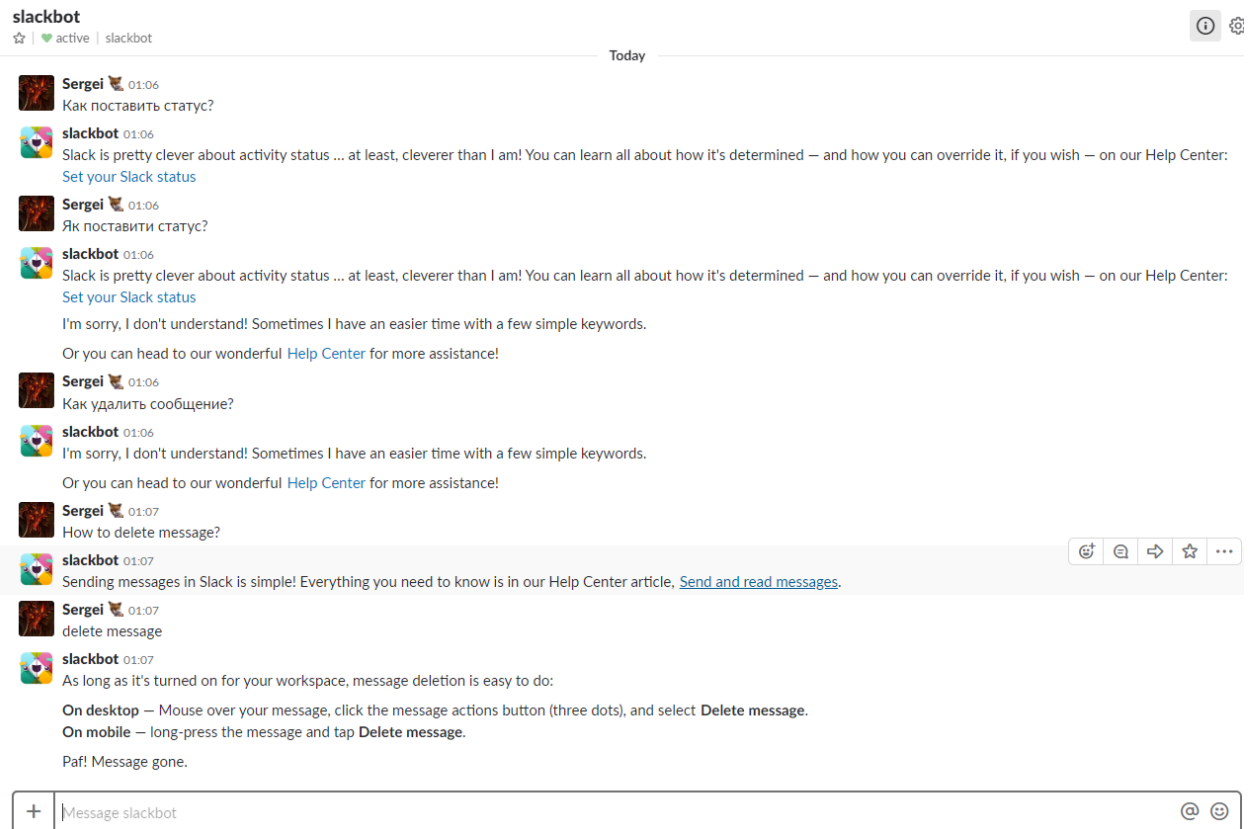 slackbot
active | slackbot
Today
Sergei 01:06
Как поставить статус?
slackbot 01:06
Slack is pretty clever about activity status ... at least, cleverer than I am! You can learn all about how it's determined — and how you can override it, if you wish — on our Help Center:
Set your Slack status
Sergei 01:06
Як поставити статус?
slackbot 01:06
Slack is pretty clever about activity status ... at least, cleverer than I am! You can learn all about how it's determined — and how you can override it, if you wish — on our Help Center:
Set your Slack status
I'm sorry, I don't understand! Sometimes I have an easier time with a few simple keywords.
Or you can head to our wonderful Help Center for more assistance!
Sergei 01:06
Как удалить сообщение?
slackbot 01:06
I'm sorry, I don't understand! Sometimes I have an easier time with a few simple keywords.
Or you can head to our wonderful Help Center for more assistance!
Sergei 01:07
How to delete message?
slackbot 01:07
Sending messages in Slack is simple! Everything you need to know is in our Help Center article, Send and read messages.
Sergei 01:07
delete message
slackbot 01:07
As long as it's turned on for your workspace, message deletion is easy to do:
On desktop — Mouse over your message, click the message actions button (three dots), and select Delete message.
On mobile — long-press the message and tap Delete message.
Paf! Message gone.
Message slackbot